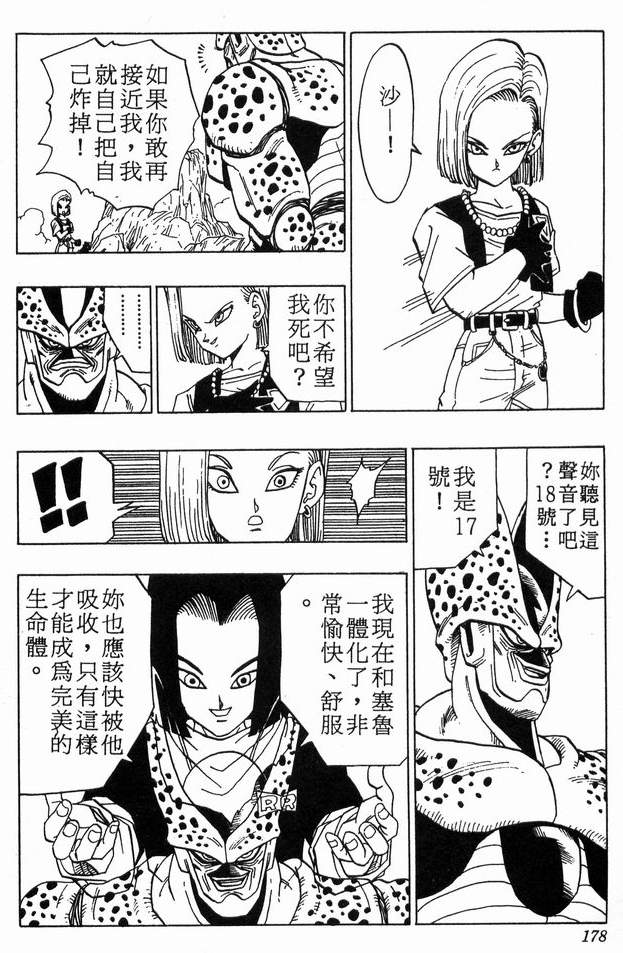 沙—！
如果你敢再
接近我，我
就自己把自
己炸掉！
你不希望
我死吧？
…………
妳聽見這
聲音了吧
？18號…
我是17
號！
!!
我現在和塞魯
一體化了，非
常愉快、舒服
。
妳也應該快被他
吸收，只有這樣
才能成為完美的
生命體。
RR
178